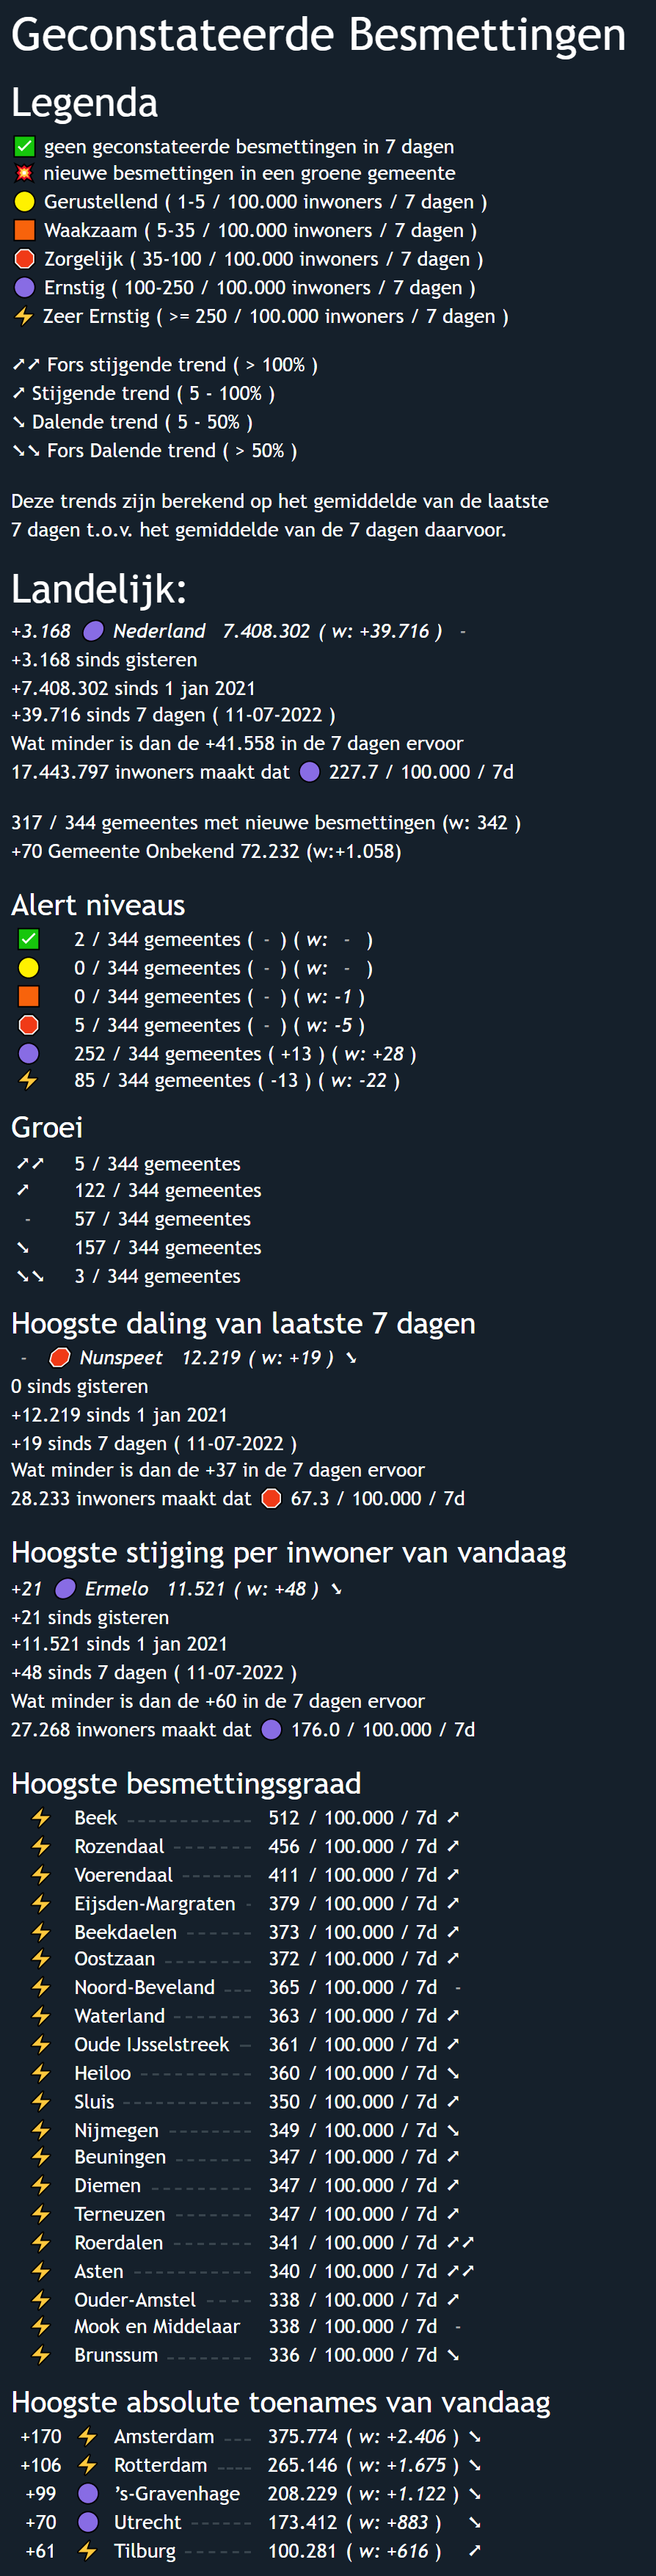 Geconstateerde Besmettingen
Legenda
✅ geen geconstateerde besmettingen in 7 dagen
💥 nieuwe besmettingen in een groene gemeente
🟡 Gerustellend ( 1-5 / 100.000 inwoners / 7 dagen )
🟧 Waakzaam ( 5-35 / 100.000 inwoners / 7 dagen )
🛑 Zorgelijk ( 35-100 / 100.000 inwoners / 7 dagen )
🟣 Ernstig ( 100-250 / 100.000 inwoners / 7 dagen )
⚡ Zeer Ernstig ( >= 250 / 100.000 inwoners / 7 dagen )
➚➚ Fors stijgende trend ( > 100% )
➚ Stijgende trend ( 5 - 100% )
➘ Dalende trend ( 5 - 50% )
➘➘ Fors Dalende trend ( > 50% )
Deze trends zijn berekend op het gemiddelde van de laatste
7 dagen t.o.v. het gemiddelde van de 7 dagen daarvoor.
Landelijk:
+3.168 🟣 Nederland 7.408.302 ( w: +39.716 ) -
+3.168 sinds gisteren
+7.408.302 sinds 1 jan 2021
+39.716 sinds 7 dagen ( 11-07-2022 )
Wat minder is dan de +41.558 in de 7 dagen ervoor
17.443.797 inwoners maakt dat 🟣 227.7 / 100.000 / 7d
317 / 344 gemeentes met nieuwe besmettingen (w: 342 )
+70 Gemeente Onbekend 72.232 (w:+1.058)
Alert niveaus
✅ 2 / 344 gemeentes ( - ) ( w: - )
🟡 0 / 344 gemeentes ( - ) ( w: - )
🟧 0 / 344 gemeentes ( - ) ( w: -1 )
🛑 5 / 344 gemeentes ( - ) ( w: -5 )
🟣 252 / 344 gemeentes ( +13 ) ( w: +28 )
⚡ 85 / 344 gemeentes ( -13 ) ( w: -22 )
Groei
➚➚ 5 / 344 gemeentes
➚ 122 / 344 gemeentes
- 57 / 344 gemeentes
➘ 157 / 344 gemeentes
➘➘ 3 / 344 gemeentes
Hoogste daling van laatste 7 dagen
- 🛑 Nunspeet 12.219 ( w: +19 ) ➘
0 sinds gisteren
+12.219 sinds 1 jan 2021
+19 sinds 7 dagen ( 11-07-2022 )
Wat minder is dan de +37 in de 7 dagen ervoor
28.233 inwoners maakt dat 🛑 67.3 / 100.000 / 7d
Hoogste stijging per inwoner van vandaag
+21 🟣 Ermelo 11.521 ( w: +48 ) ➘
+21 sinds gisteren
+11.521 sinds 1 jan 2021
+48 sinds 7 dagen ( 11-07-2022 )
Wat minder is dan de +60 in de 7 dagen ervoor
27.268 inwoners maakt dat 🟣 176.0 / 100.000 / 7d
Hoogste besmettingsgraad
⚡ Beek ------------ 512 / 100.000 / 7d ➚
⚡ Rozendaal ------- 456 / 100.000 / 7d ➚
⚡ Voerendaal ------ 411 / 100.000 / 7d ➚
⚡ Eijsden-Margraten - 379 / 100.000 / 7d ➚
⚡ Beekdaelen ------ 373 / 100.000 / 7d ➚
⚡ Oostzaan -------- 372 / 100.000 / 7d ➚
⚡ Noord-Beveland --- 365 / 100.000 / 7d -
⚡ Waterland ------- 363 / 100.000 / 7d ➚
⚡ Oude IJsselstreek - 361 / 100.000 / 7d ➚
⚡ Heiloo ---------- 360 / 100.000 / 7d ➘
⚡ Sluis ----------- 350 / 100.000 / 7d ➚
⚡ Nijmegen -------- 349 / 100.000 / 7d ➘
⚡ Beuningen ------- 347 / 100.000 / 7d ➚
⚡ Diemen ---------- 347 / 100.000 / 7d ➚
⚡ Terneuzen ------- 347 / 100.000 / 7d ➚
⚡ Roerdalen ------- 341 / 100.000 / 7d ➚➚
⚡ Asten ----------- 340 / 100.000 / 7d ➚➚
⚡ Ouder-Amstel ---- 338 / 100.000 / 7d ➚
⚡ Mook en Middelaar 338 / 100.000 / 7d -
⚡ Brunssum -------- 336 / 100.000 / 7d ➘
Hoogste absolute toenames van vandaag
+170 ⚡ Amsterdam --- 375.774 ( w: +2.406 ) ➘
+106 ⚡ Rotterdam ---- 265.146 ( w: +1.675 ) ➘
+99 🟣 ’s-Gravenhage 208.229 ( w: +1.122 ) ➘
+70 🟣 Utrecht ------ 173.412 ( w: +883 ) ➘
+61 ⚡ Tilburg ------- 100.281 ( w: +616 ) ➚